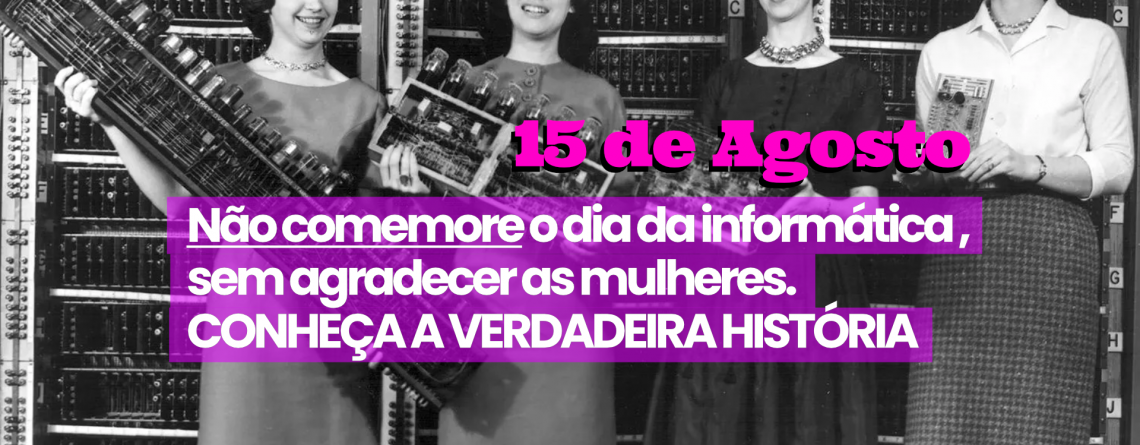 C
C
15 de Agosto
Não comemore o dia da informática ,
sem agradecer as mulheres.
CONHEÇA A VERDADEIRA HISTÓRIA
F
G
H
J